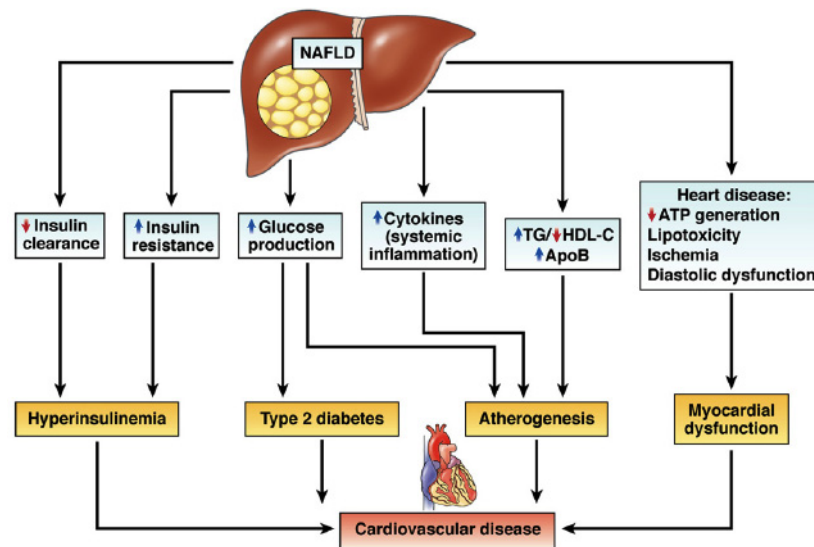 NAFLD
Insulin
clearance
Insulin
resistance
Glucose
production
Cytokines
(systemic
inflammation)
TG/HDL-C
ApoB
Heart disease:
ATP generation
Lipotoxicity
Ischemia
Diastolic dysfunction
Hyperinsulinemia
Type 2 diabetes
Atherogenesis
Myocardial
dysfunction
Cardiovascular disease